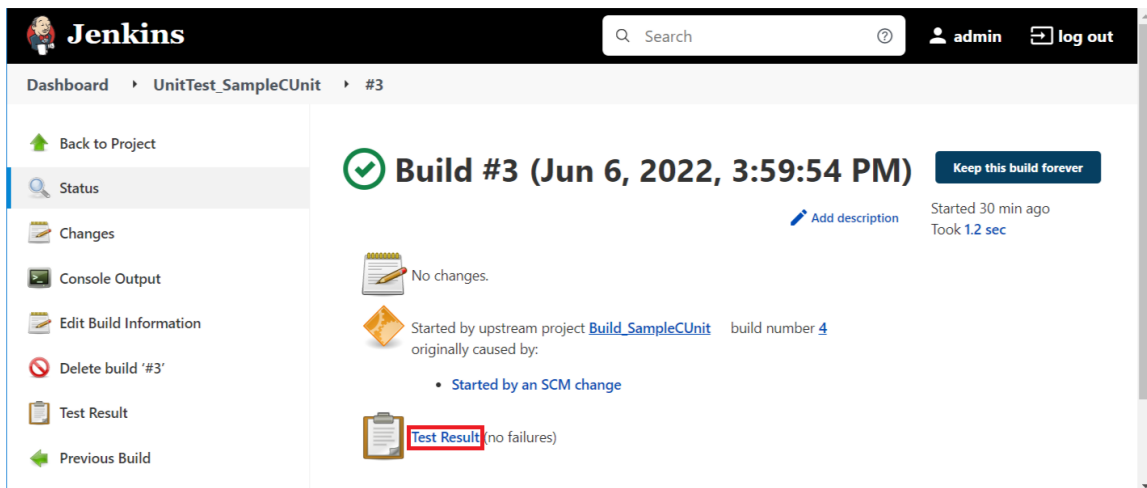 Jenkins
Search
admin
log out
Dashboard UnitTest_SampleCUnit #3
Back to Project
Status
Changes
Console Output
Edit Build Information
Delete build ‘#3’
Test Result
Previous Build
Build #3 (Jun 6, 2022, 3:59:54 PM)
Keep this build forever
Add description
Started 30 min ago
Took 1.2 sec
No changes.
Started by upstream project Build_SampleCUnit build number 4
originally caused by:
• Started by an SCM change
Test Result (no failures)